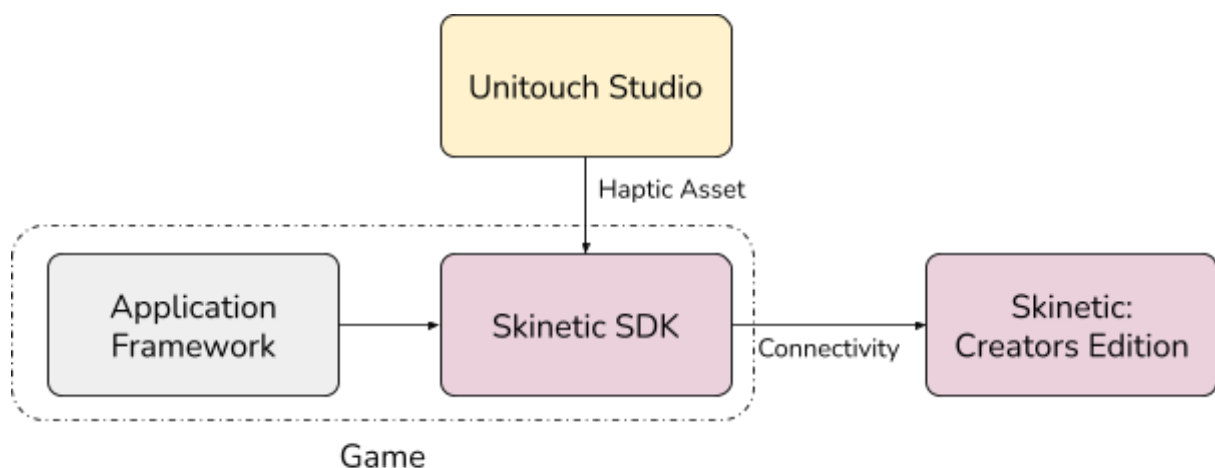 Unitouch Studio
Haptic Asset
Application
Framework
Skinetic SDK
Connectivity
Skinetic:
Creators Edition
Game